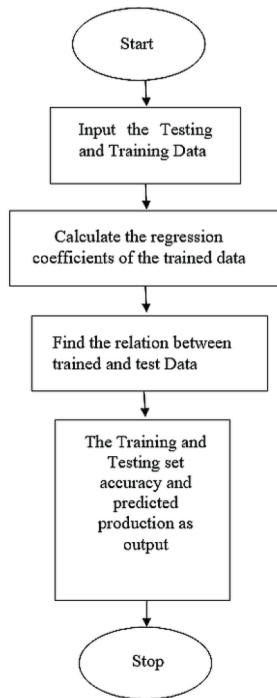 Start
Input the Testing
and Training Data
Calculate the regression
coefficients of the trained data
Find the relation between
trained and test Data
The Training and
Testing set
accuracy and
predicted
production as
output
Stop